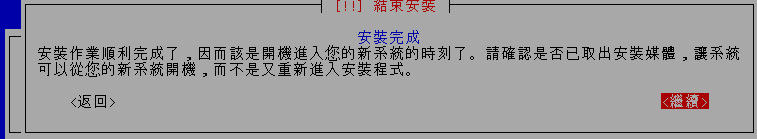 [!!] 結束安裝
安裝完成
安裝作業順利完成了，因而該是開機進入您的新系統的時刻了。請確認是否已取出安裝媒體，讓系統
可以從您的新系統開機，而不是又重新進入安裝程式。
<返回> <繼續>